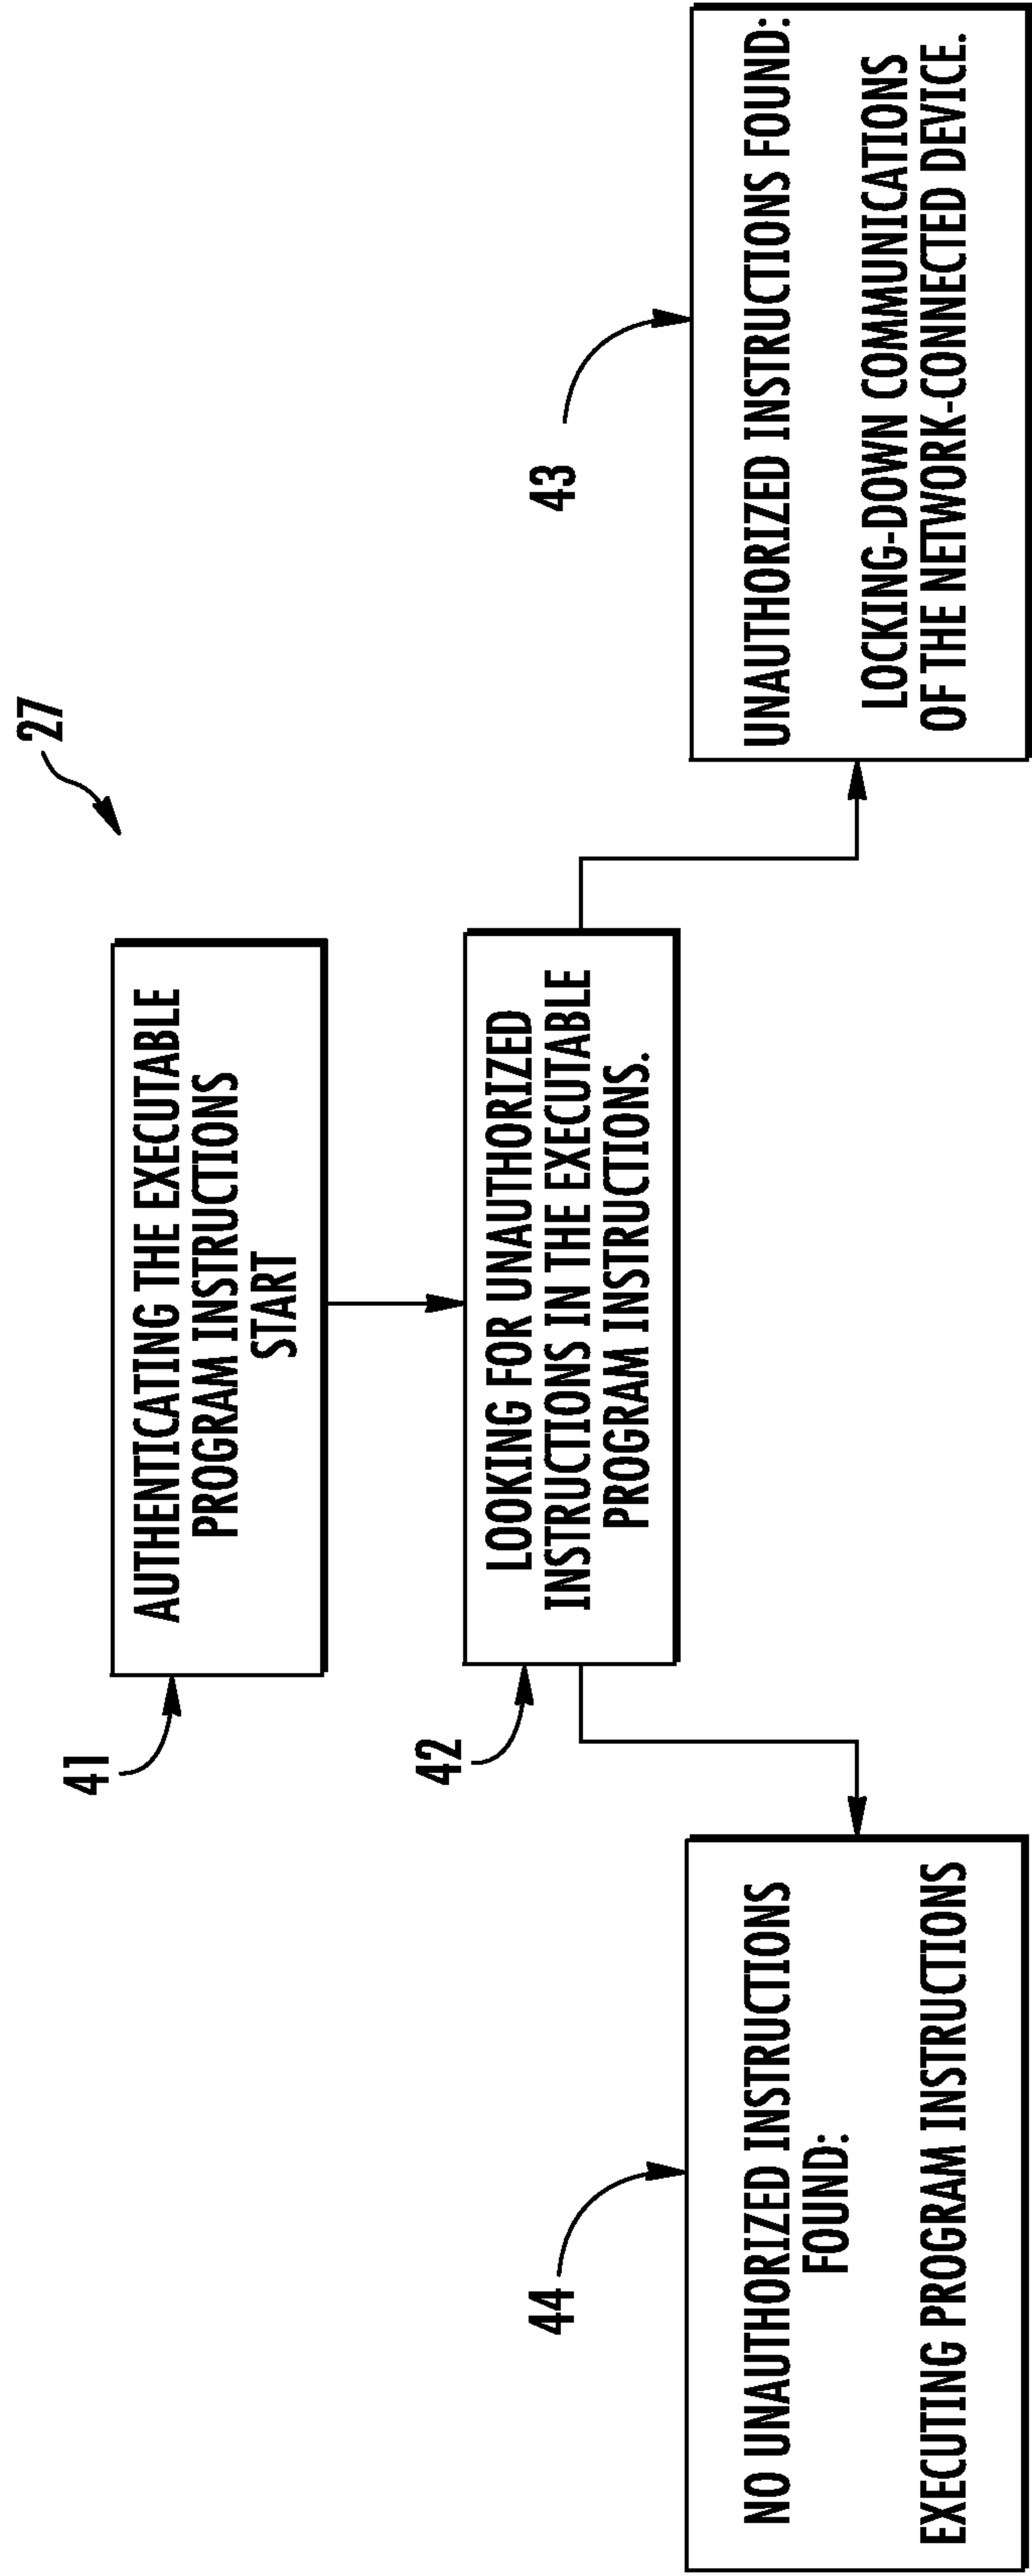 27
41
AUTHENTICATING THE EXECUTABLE
PROGRAM INSTRUCTIONS
START
42
LOOKING FOR UNAUTHORIZED
INSTRUCTIONS IN THE EXECUTABLE
PROGRAM INSTRUCTIONS.
44
NO UNAUTHORIZED INSTRUCTIONS
FOUND:
EXECUTING PROGRAM INSTRUCTIONS
43
UNAUTHORIZED INSTRUCTIONS FOUND:
LOCKING-DOWN COMMUNICATIONS
OF THE NETWORK-CONNECTED DEVICE.